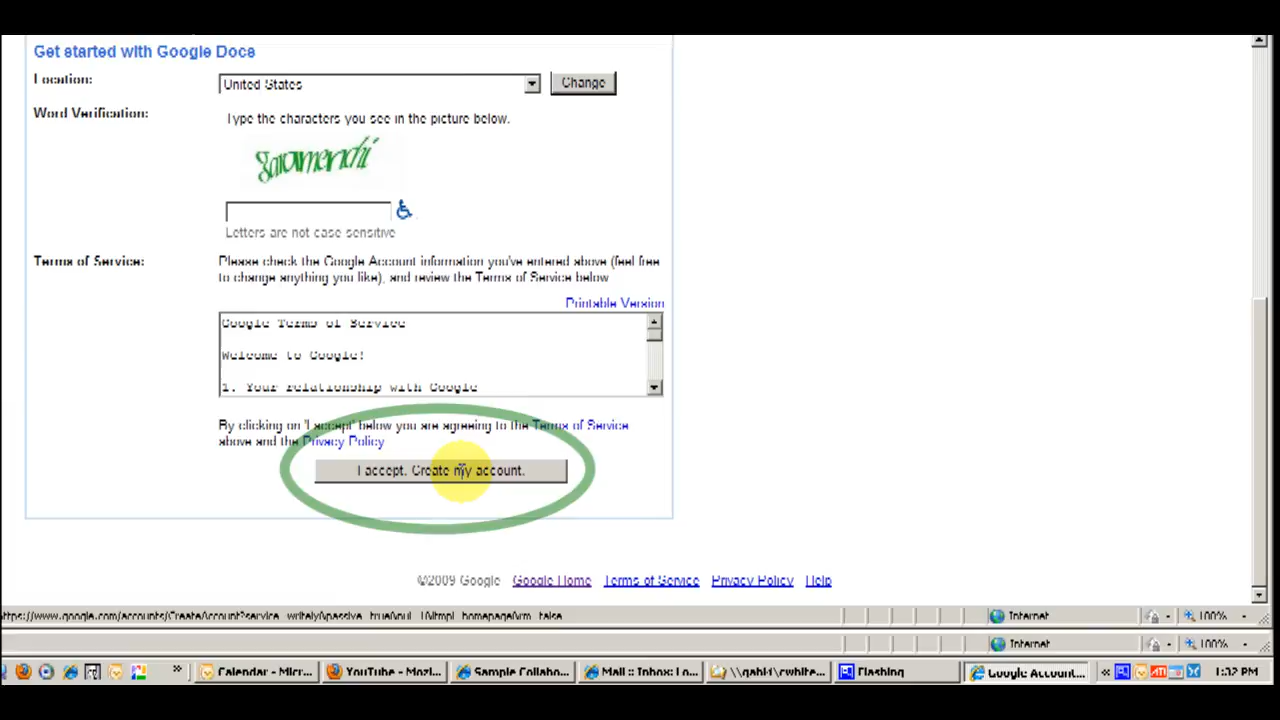 Get started with Google Docs
Location:
United States
Change
Word Verification:
Type the characters you see in the picture below.
Letters are not case sensitive
Terms of Service:
Please check the Google Account information you've entered above (feel free
to change anything you like), and review the Terms of Service below
Printable Version
Google Terms of Service
Welcome to Google!
1. Your relationship with Google
By clicking on 'I accept' below you are agreeing to the Terms of Service
above and the Privacy Policy
I accept. Create my account.
©2009 Google Google Home Terms of Service Privacy Policy Help
Internet 100%
Internet 100%
» Calendar - Micr... YouTube - Mozi... Sample Collabo... Mail :: Inbox: Lo... Flashing Google Account... « 1:32 PM